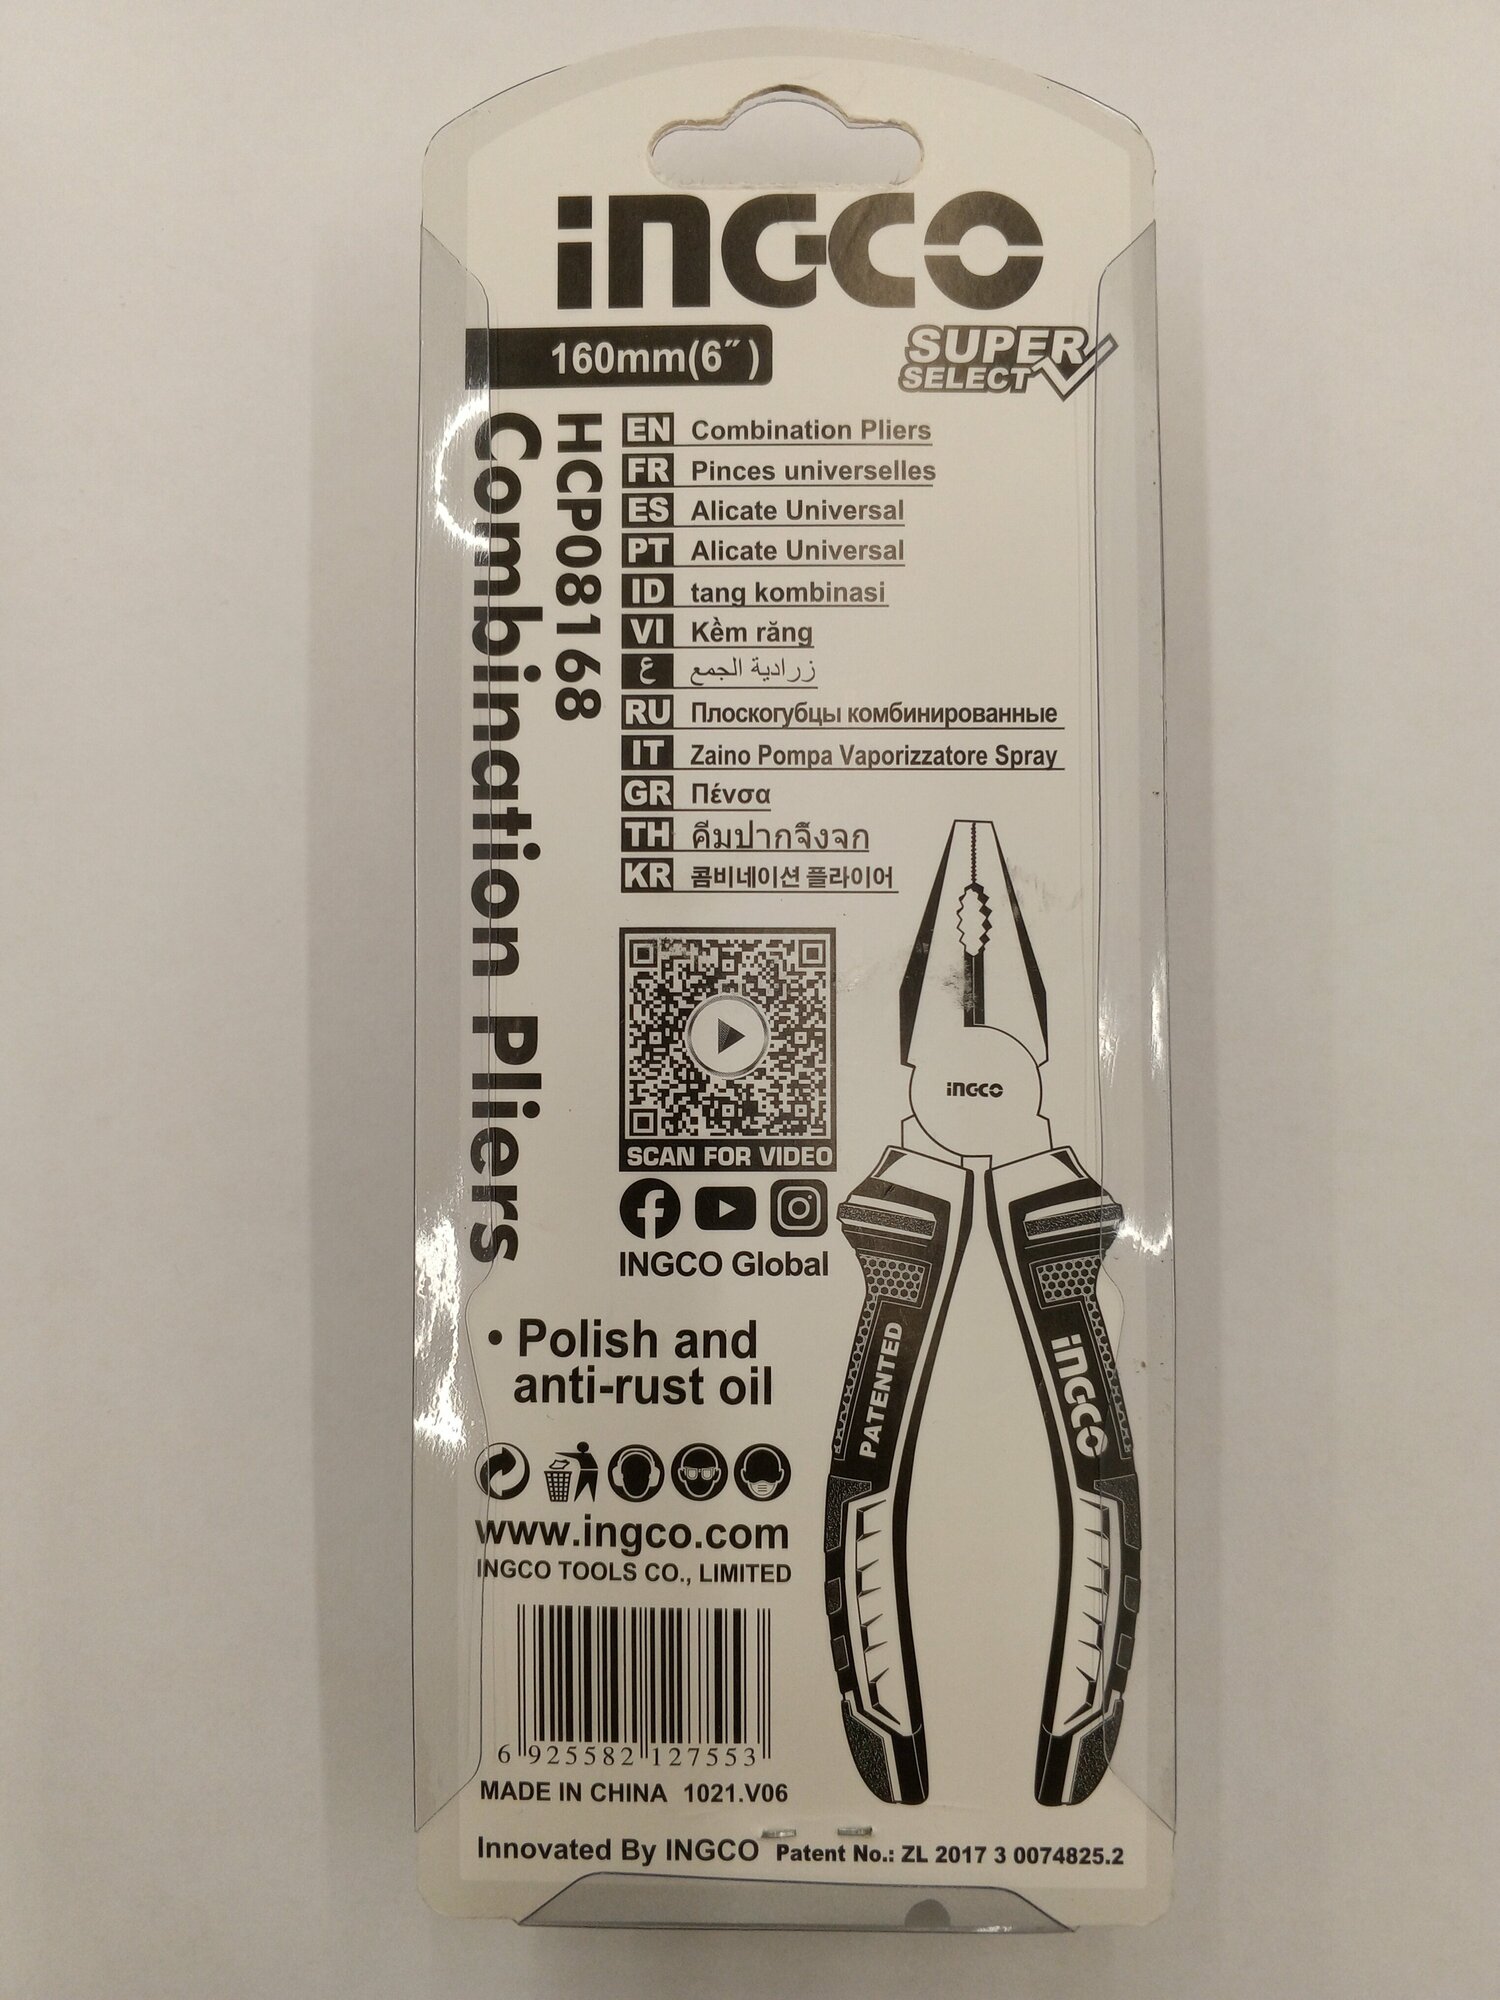 INGCO
160mm(6″)
SUPER
SELECT
HCP08168
Combination Pliers
EN Combination Pliers
FR Pinces universelles
ES Alicate Universal
PT Alicate Universal
ID tang kombinasi
VI Kềm răng
ع زرادية الجمع
RU Плоскогубцы комбинированные
IT Zaino Pompa Vaporizzatore Spray
GR Πένσα
TH คีมปากจิ้งจก
KR 콤비네이션 플라이어
SCAN FOR VIDEO
INGCO Global
INGCO
PATENTED
INGCO
• Polish and
anti-rust oil
www.ingco.com
INGCO TOOLS CO., LIMITED
6 925582 127553
MADE IN CHINA 1021.V06
Innovated By INGCO Patent No.: ZL 2017 3 0074825.2